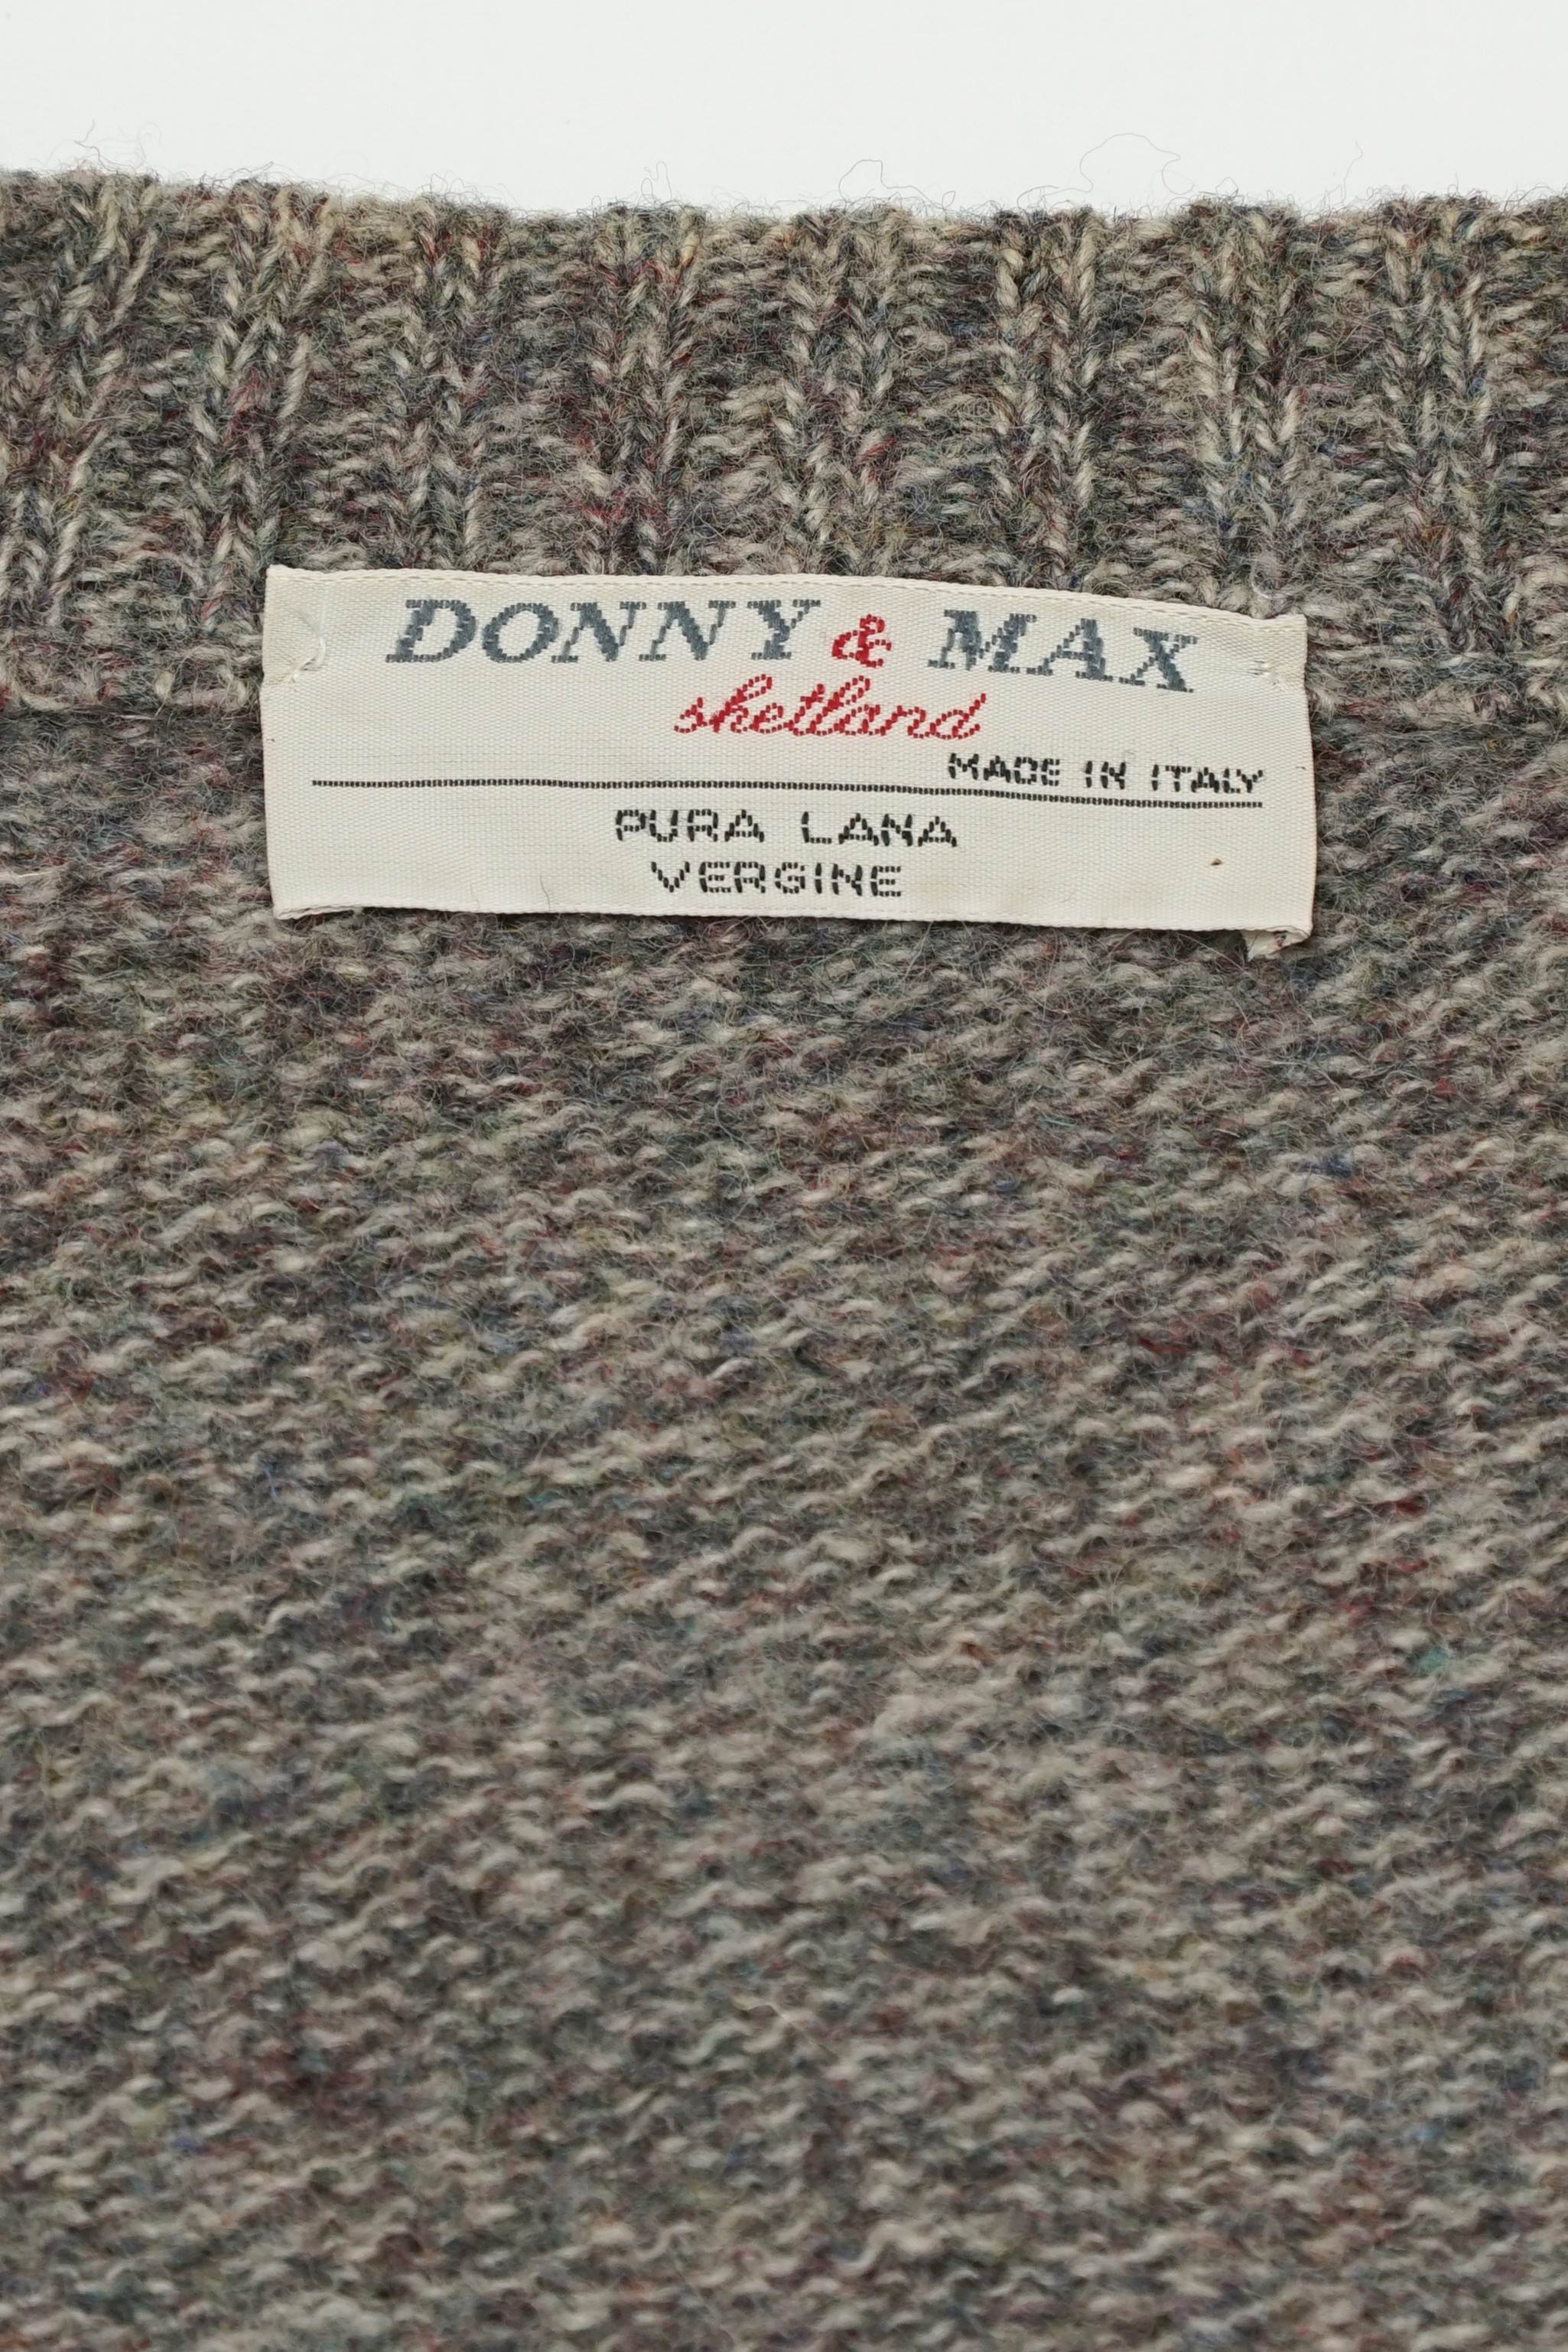 DONNY & MAX
shetland
MADE IN ITALY
PURA LANA
VERGINE